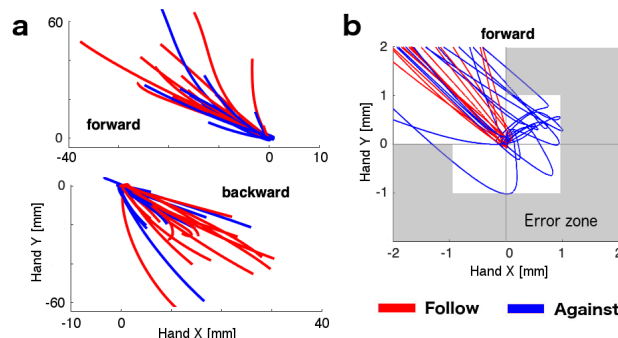 a
60
0
forward
-40
0
10
0
backward
Hand Y [mm]
-60
-10
0
Hand X [mm]
40
b
forward
2
1
0
-1
Hand Y [mm]
Error zone
-2
-1
0
1
2
Hand X [mm]
Follow
Against